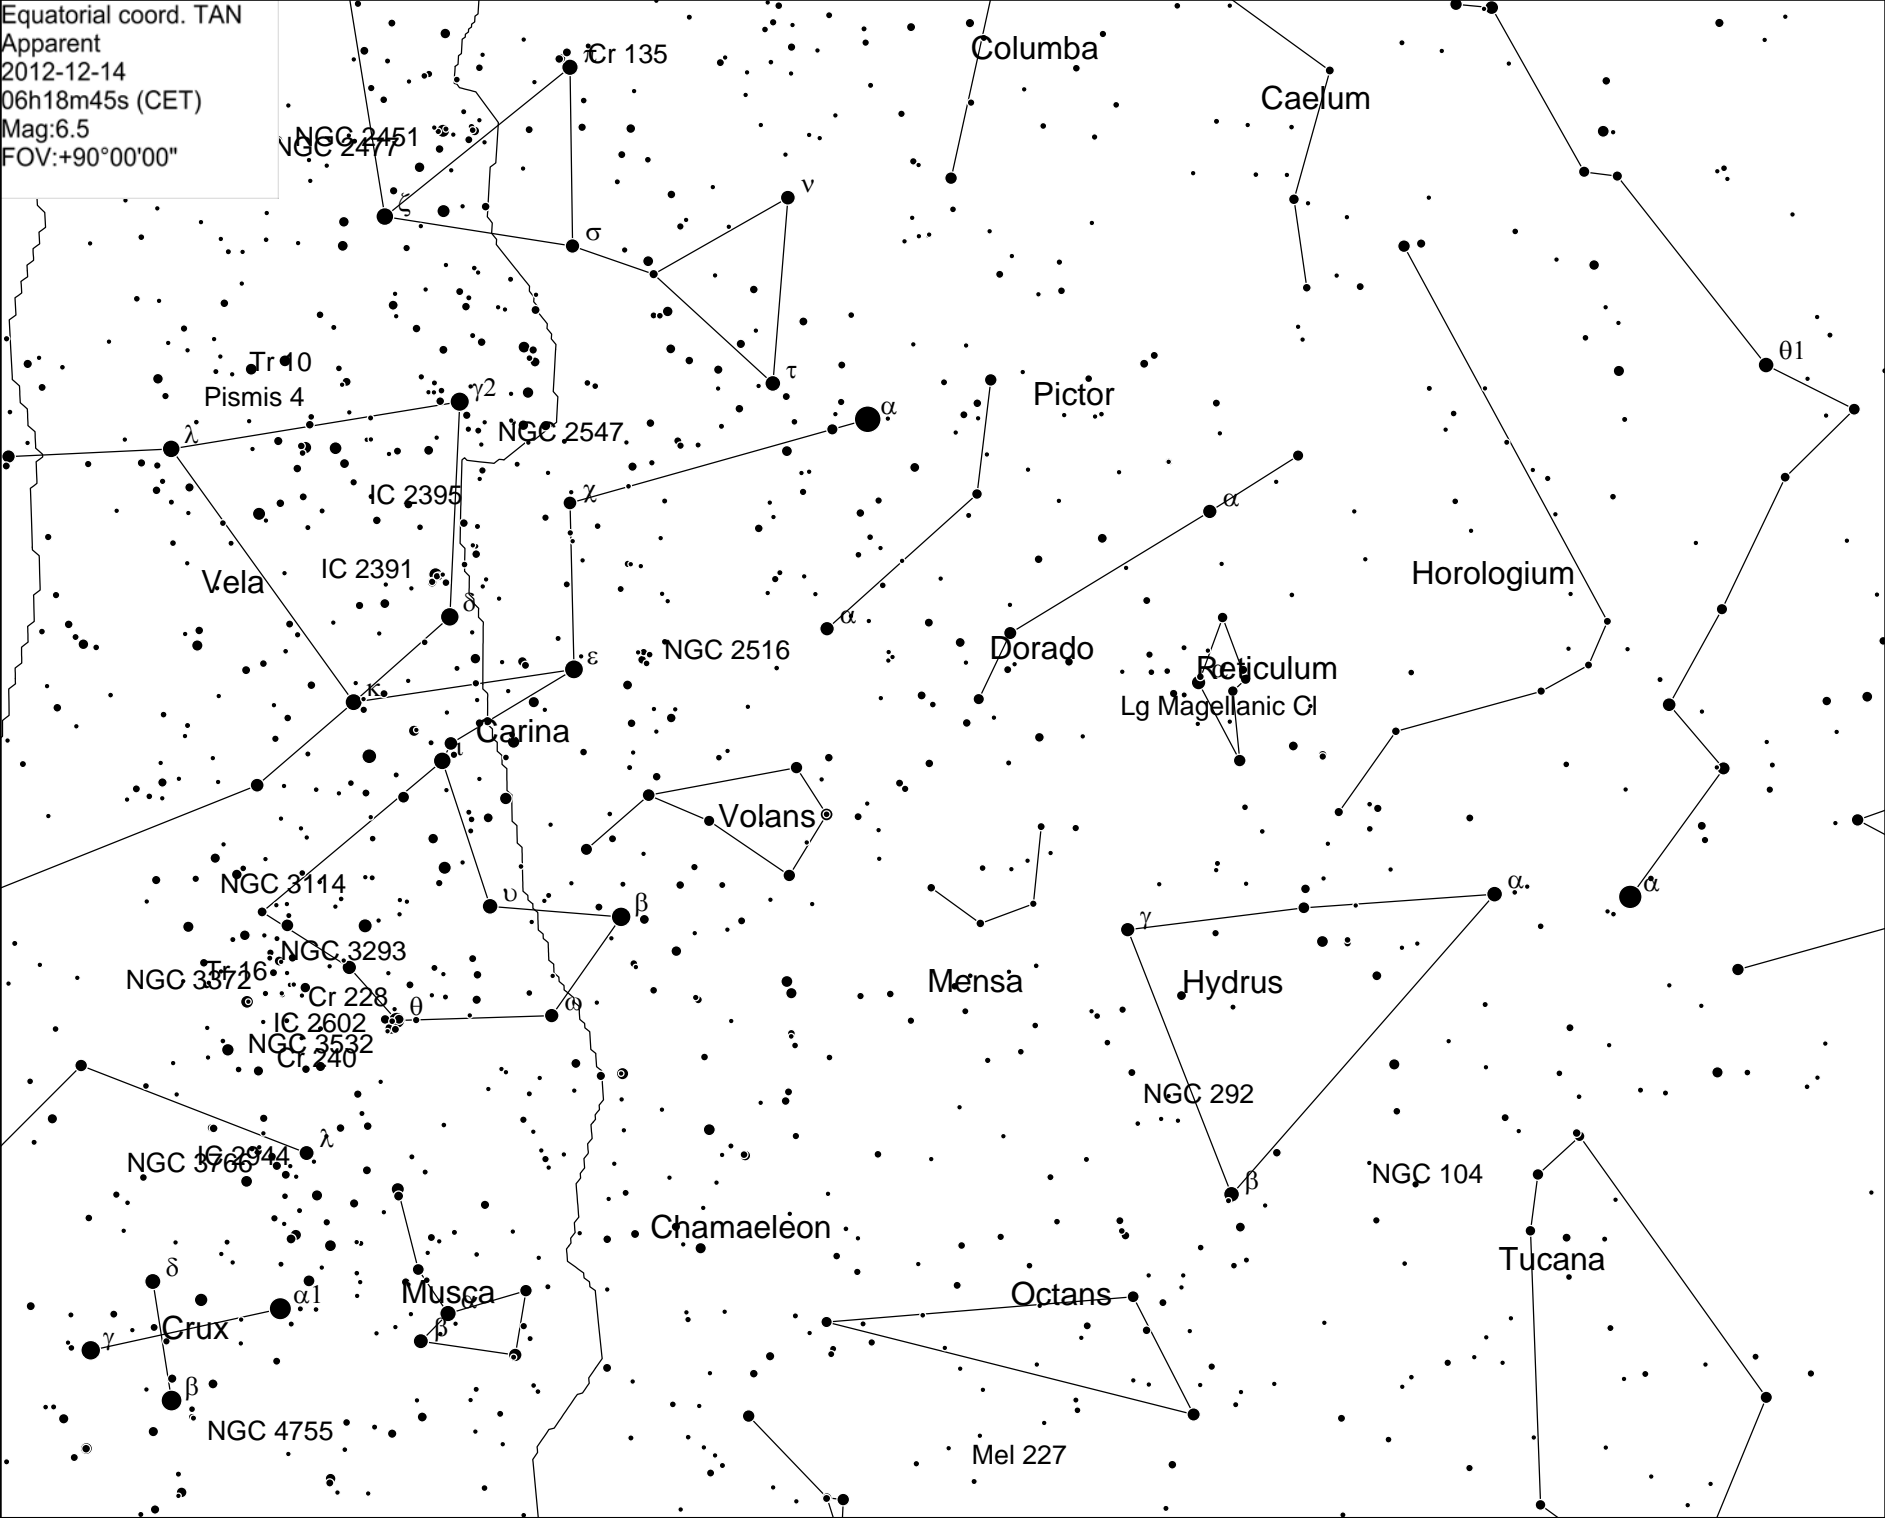 Equatorial coord. TAN
Apparent
2012-12-14
06h18m45s (CET)
Mag:6.5
FOV:+90°00'00"
π
Cr 135
Columba
Caelum
NGC 2451
NGC 2477
ζ
ν
σ
θ1
Tr 10
Pismis 4
γ2
τ
Pictor
α
NGC 2547
λ
IC 2395
χ
α
IC 2391
Vela
Horologium
δ
α
ε
NGC 2516
Dorado
Reticulum
α
κ
Lg Magellanic Cl
Carina
ι
Volans
NGC 3114
υ
β
α
α
γ
NGC 3293
Tr 16
NGC 3372
Mensa
Hydrus
Cr 228
θ
ω
IC 2602
NGC 3532
Cr 240
NGC 292
λ
IC 2944
NGC 3766
NGC 104
β
Chamaeleon
Tucana
δ
α1
Musca
α
Octans
Crux
γ
β
β
NGC 4755
Mel 227